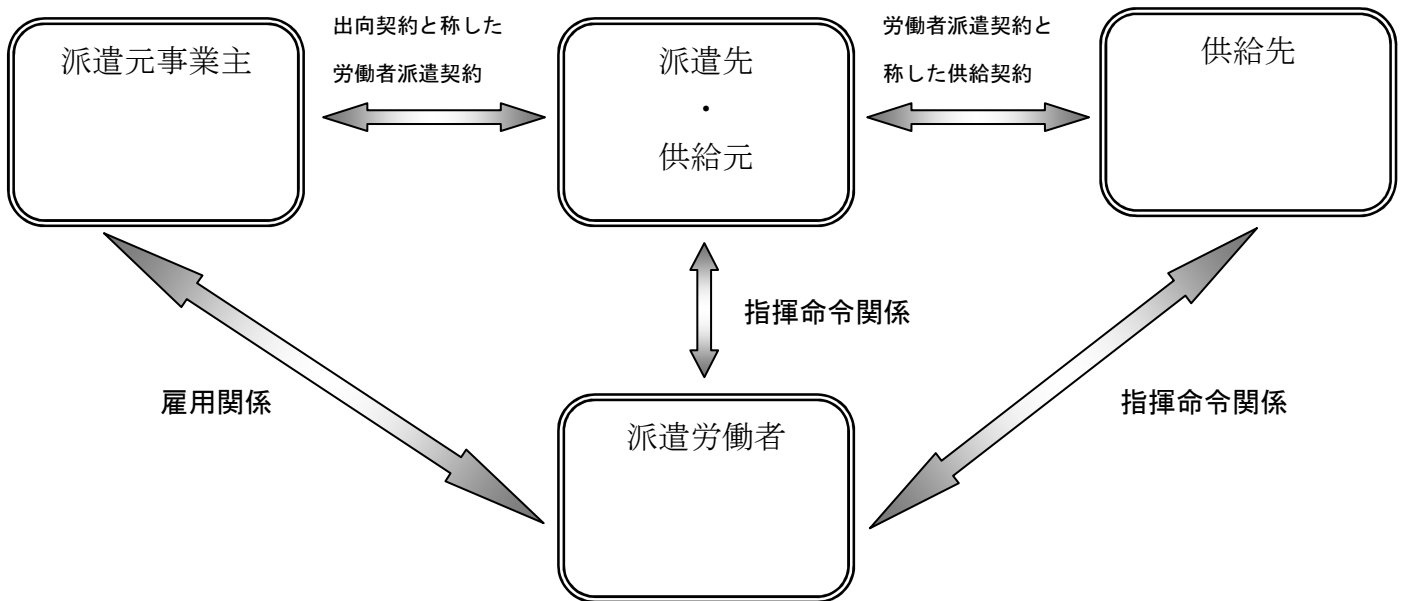 派遣元事業主
出向契約と称した
労働者派遣契約
派遣先
・
供給元
労働者派遣契約と
称した供給契約
供給先
指揮命令関係
雇用関係
指揮命令関係
派遣労働者